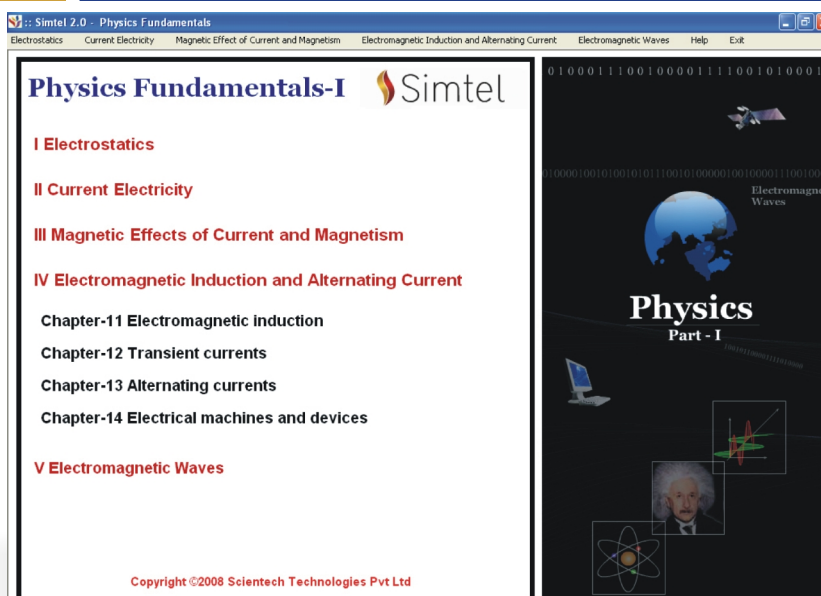 :: Simtel 2.0 - Physics Fundamentals
Electrostatics Current Electricity Magnetic Effect of Current and Magnetism Electromagnetic Induction and Alternating Current Electromagnetic Waves Help Exit
Physics Fundamentals-I Simtel
I Electrostatics
II Current Electricity
III Magnetic Effects of Current and Magnetism
IV Electromagnetic Induction and Alternating Current
Chapter-11 Electromagnetic induction
Chapter-12 Transient currents
Chapter-13 Alternating currents
Chapter-14 Electrical machines and devices
V Electromagnetic Waves
Copyright ©2008 Scientech Technologies Pvt Ltd
Electromagne
Waves
Physics
Part - I